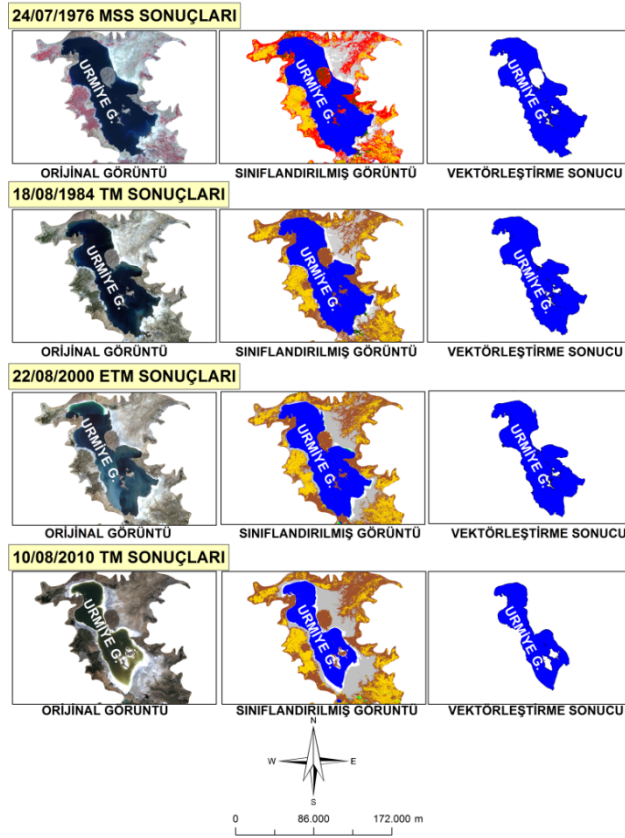 24/07/1976 MSS SONUÇLARI
URMİYE G.
URMİYE G.
URMİYE G.
ORİJİNAL GÖRÜNTÜ
SINIFLANDIRILMIŞ GÖRÜNTÜ
VEKTÖRLEŞTİRME SONUCU
18/08/1984 TM SONUÇLARI
URMİYE G.
URMİYE G.
URMİYE G.
ORİJİNAL GÖRÜNTÜ
SINIFLANDIRILMIŞ GÖRÜNTÜ
VEKTÖRLEŞTİRME SONUCU
22/08/2000 ETM SONUÇLARI
URMİYE G.
URMİYE G.
URMİYE G.
ORİJİNAL GÖRÜNTÜ
SINIFLANDIRILMIŞ GÖRÜNTÜ
VEKTÖRLEŞTİRME SONUCU
10/08/2010 TM SONUÇLARI
URMİYE G.
URMİYE G.
URMİYE G.
ORİJİNAL GÖRÜNTÜ
SINIFLANDIRILMIŞ GÖRÜNTÜ
VEKTÖRLEŞTİRME SONUCU
N
W E
S
0 86.000 172.000 m